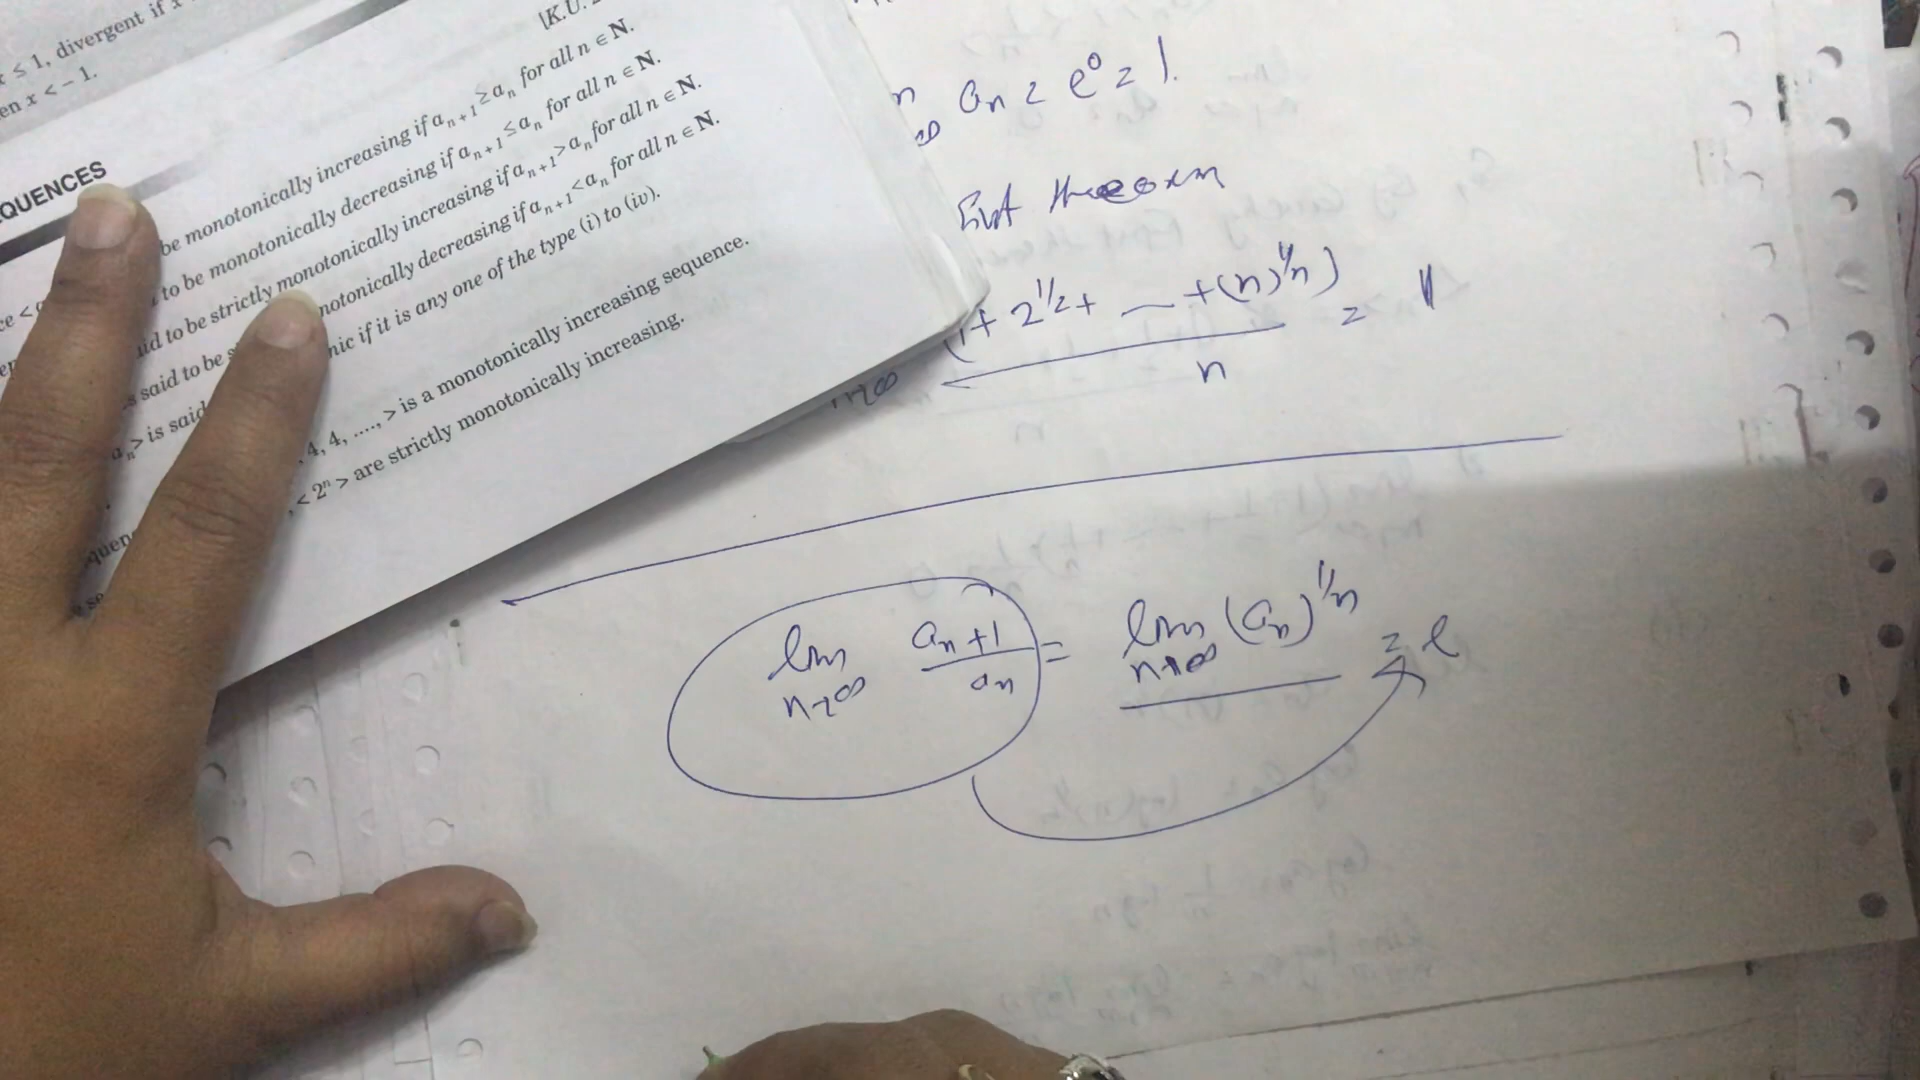 ≤ 1, divergent if x
en x < – 1.
[K.U.
QUENCES
be monotonically increasing if aₙ₊₁ ≥ aₙ for all n ∈ N.
to be monotonically decreasing if aₙ₊₁ ≤ aₙ for all n ∈ N.
said to be strictly monotonically increasing if aₙ₊₁ > aₙ for all n ∈ N.
said to be s notonically decreasing if aₙ₊₁ < aₙ for all n ∈ N.
aₙ > is said nic if it is any one of the type (i) to (iv).
4, 4, ...., > is a monotonically increasing sequence.
, < 2ⁿ > are strictly monotonically increasing.
quen
aₙ = e⁰ = 1.
First theorem
(1 + 2^1/2 + — + (n)^1/n) = 1
n→∞ n
lim n→∞ aₙ+1 / aₙ = lim n→∞ (aₙ)^1/n = l